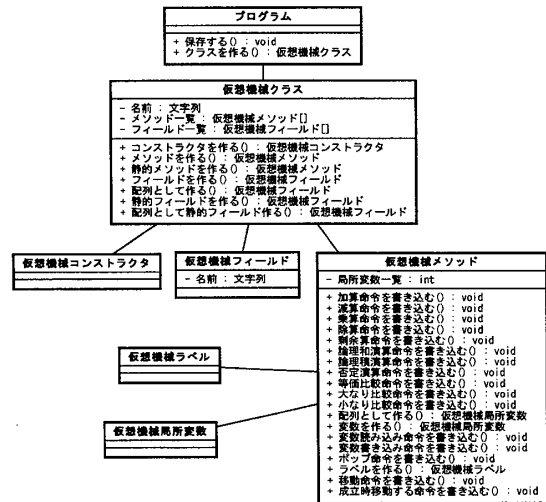 プログラム
+ 保存する() : void
+ クラスを作る() : 仮想機械クラス
仮想機械クラス
- 名前 : 文字列
- メソッド一覧 : 仮想機械メソッド[]
- フィールド一覧 : 仮想機械フィールド[]
+ コンストラクタを作る() : 仮想機械コンストラクタ
+ メソッドを作る() : 仮想機械メソッド
+ 静的メソッドを作る() : 仮想機械メソッド
+ フィールドを作る() : 仮想機械フィールド
+ 配列として作る() : 仮想機械フィールド
+ 静的フィールドを作る() : 仮想機械フィールド
+ 配列として静的フィールド作る() : 仮想機械フィールド
仮想機械コンストラクタ
仮想機械フィールド
- 名前 : 文字列
仮想機械メソッド
- 局所変数一覧 : int
+ 加算命令を書き込む() : void
+ 減算命令を書き込む() : void
+ 乗算命令を書き込む() : void
+ 除算命令を書き込む() : void
+ 剰余算命令を書き込む() : void
+ 論理和演算命令を書き込む() : void
+ 論理積演算命令を書き込む() : void
+ 否定演算命令を書き込む() : void
+ 等価比較命令を書き込む() : void
+ 大なり比較命令を書き込む() : void
+ 小なり比較命令を書き込む() : void
+ 配列として作る() : 仮想機械局所変数
+ 変数を作る() : 仮想機械局所変数
+ 変数読み込み命令を書き込む() : void
+ 変数書き込み命令を書き込む() : void
+ ポップ命令を書き込む() : void
+ ラベルを作る() : 仮想機械ラベル
+ 移動命令を書き込む() : void
+ 成立時移動する命令を書き込む() : void
仮想機械ラベル
仮想機械局所変数